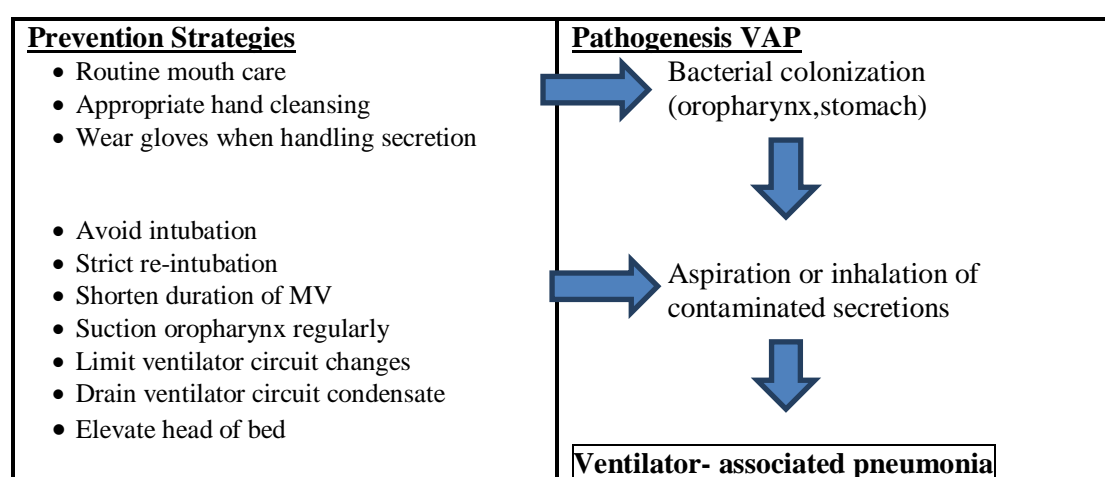 Prevention Strategies
• Routine mouth care
• Appropriate hand cleansing
• Wear gloves when handling secretion
• Avoid intubation
• Strict re-intubation
• Shorten duration of MV
• Suction oropharynx regularly
• Limit ventilator circuit changes
• Drain ventilator circuit condensate
• Elevate head of bed
Pathogenesis VAP
Bacterial colonization
(oropharynx,stomach)
Aspiration or inhalation of
contaminated secretions
Ventilator- associated pneumonia